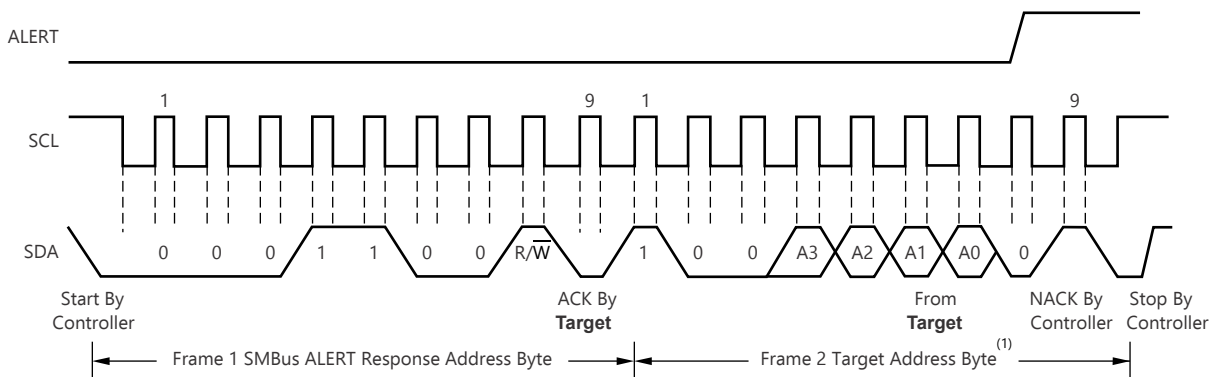 ALERT
1 9 1 9
SCL
SDA 0 0 0 1 1 0 0 R/W̅ 1 0 0 A3 A2 A1 A0 0
Start By
Controller
ACK By
Target
From
Target
NACK By
Controller
Stop By
Controller
Frame 1 SMBus ALERT Response Address Byte
Frame 2 Target Address Byte(1)